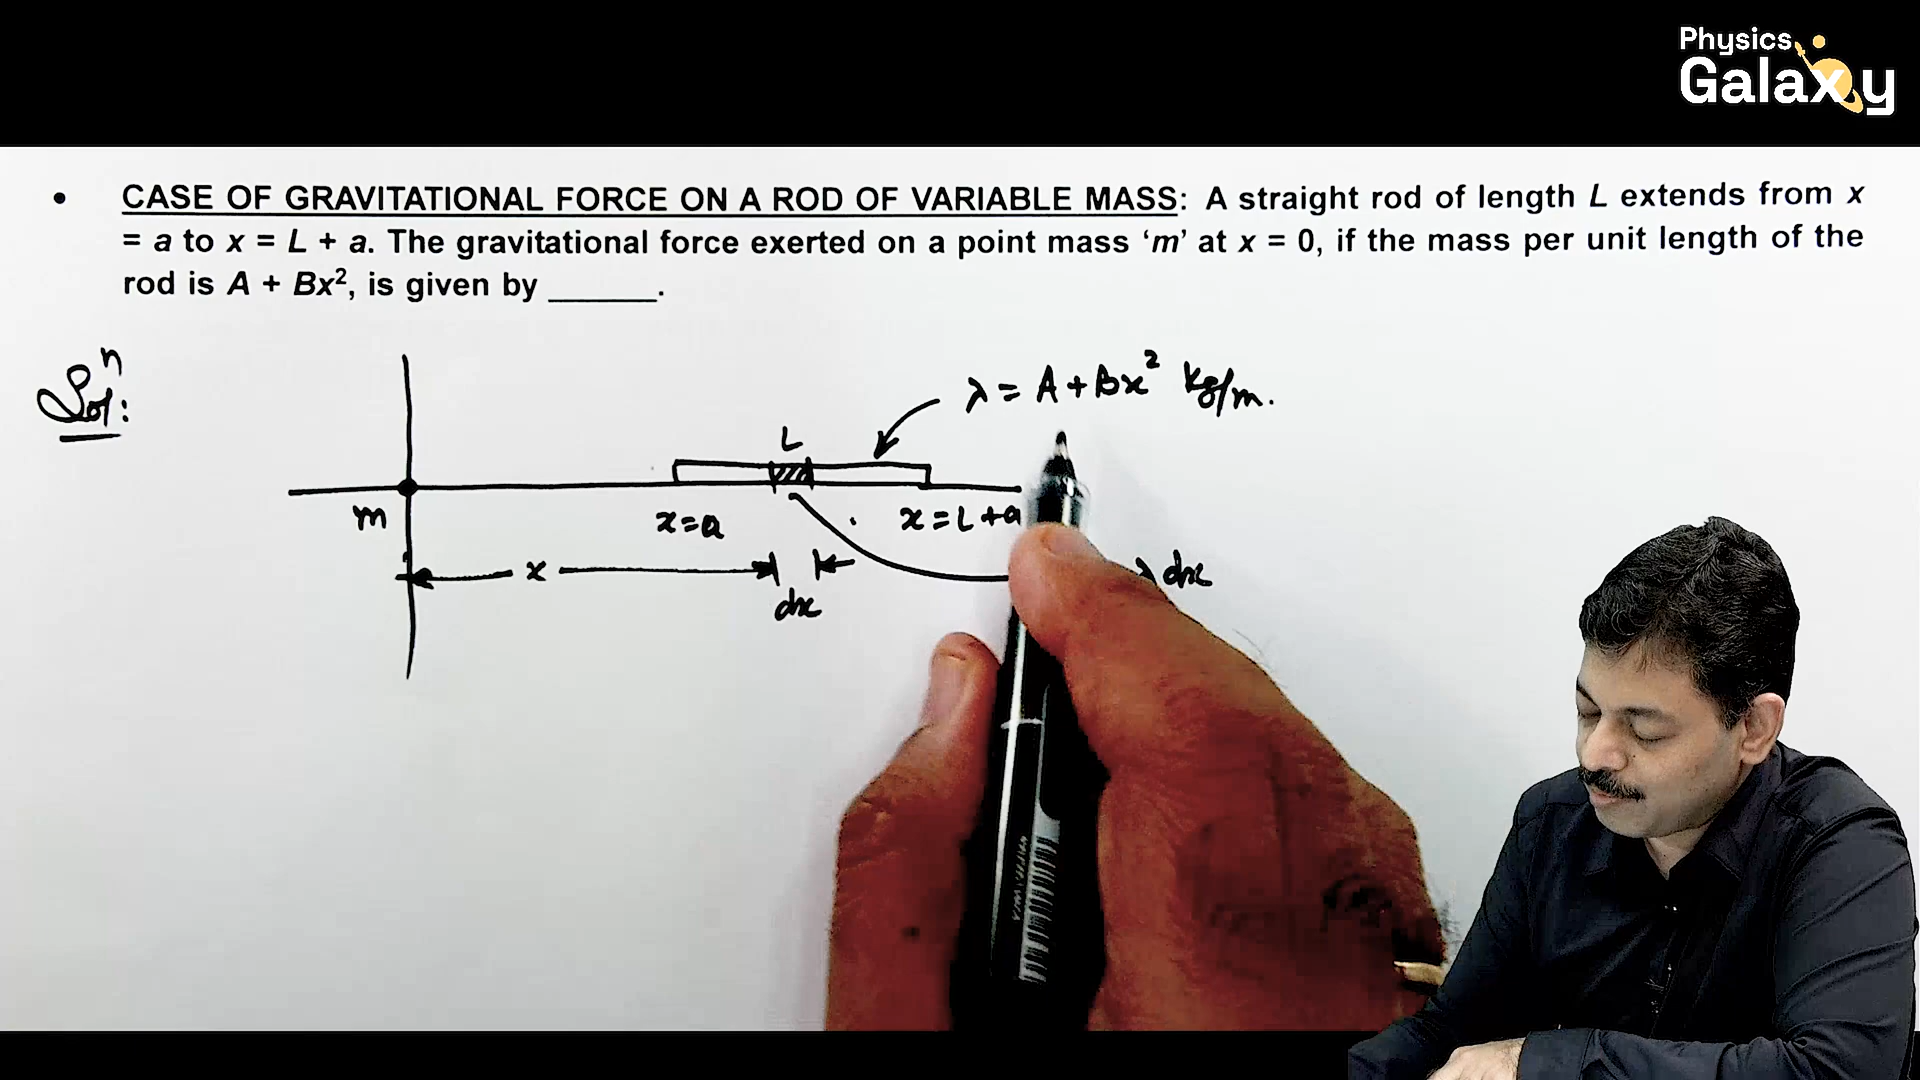 Physics
Galaxy
• CASE OF GRAVITATIONAL FORCE ON A ROD OF VARIABLE MASS: A straight rod of length L extends from x
= a to x = L + a. The gravitational force exerted on a point mass ‘m’ at x = 0, if the mass per unit length of the
rod is A + Bx², is given by ______.
Solⁿ:
λ = A + Bx² kg/m.
L
m
x=a
x=L+a
x
dx
λdx